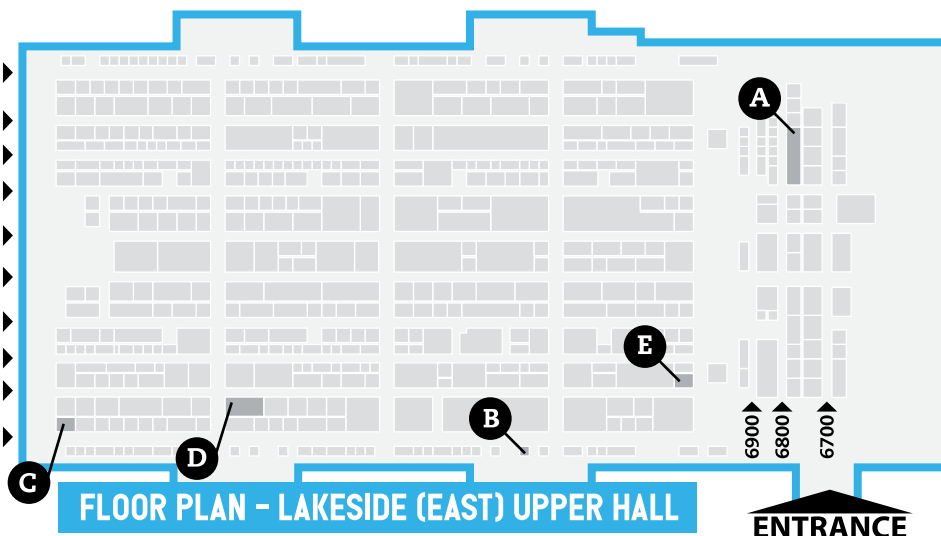 A
E
B
D
C
6900
6800
6700
FLOOR PLAN - LAKESIDE (EAST) UPPER HALL
ENTRANCE